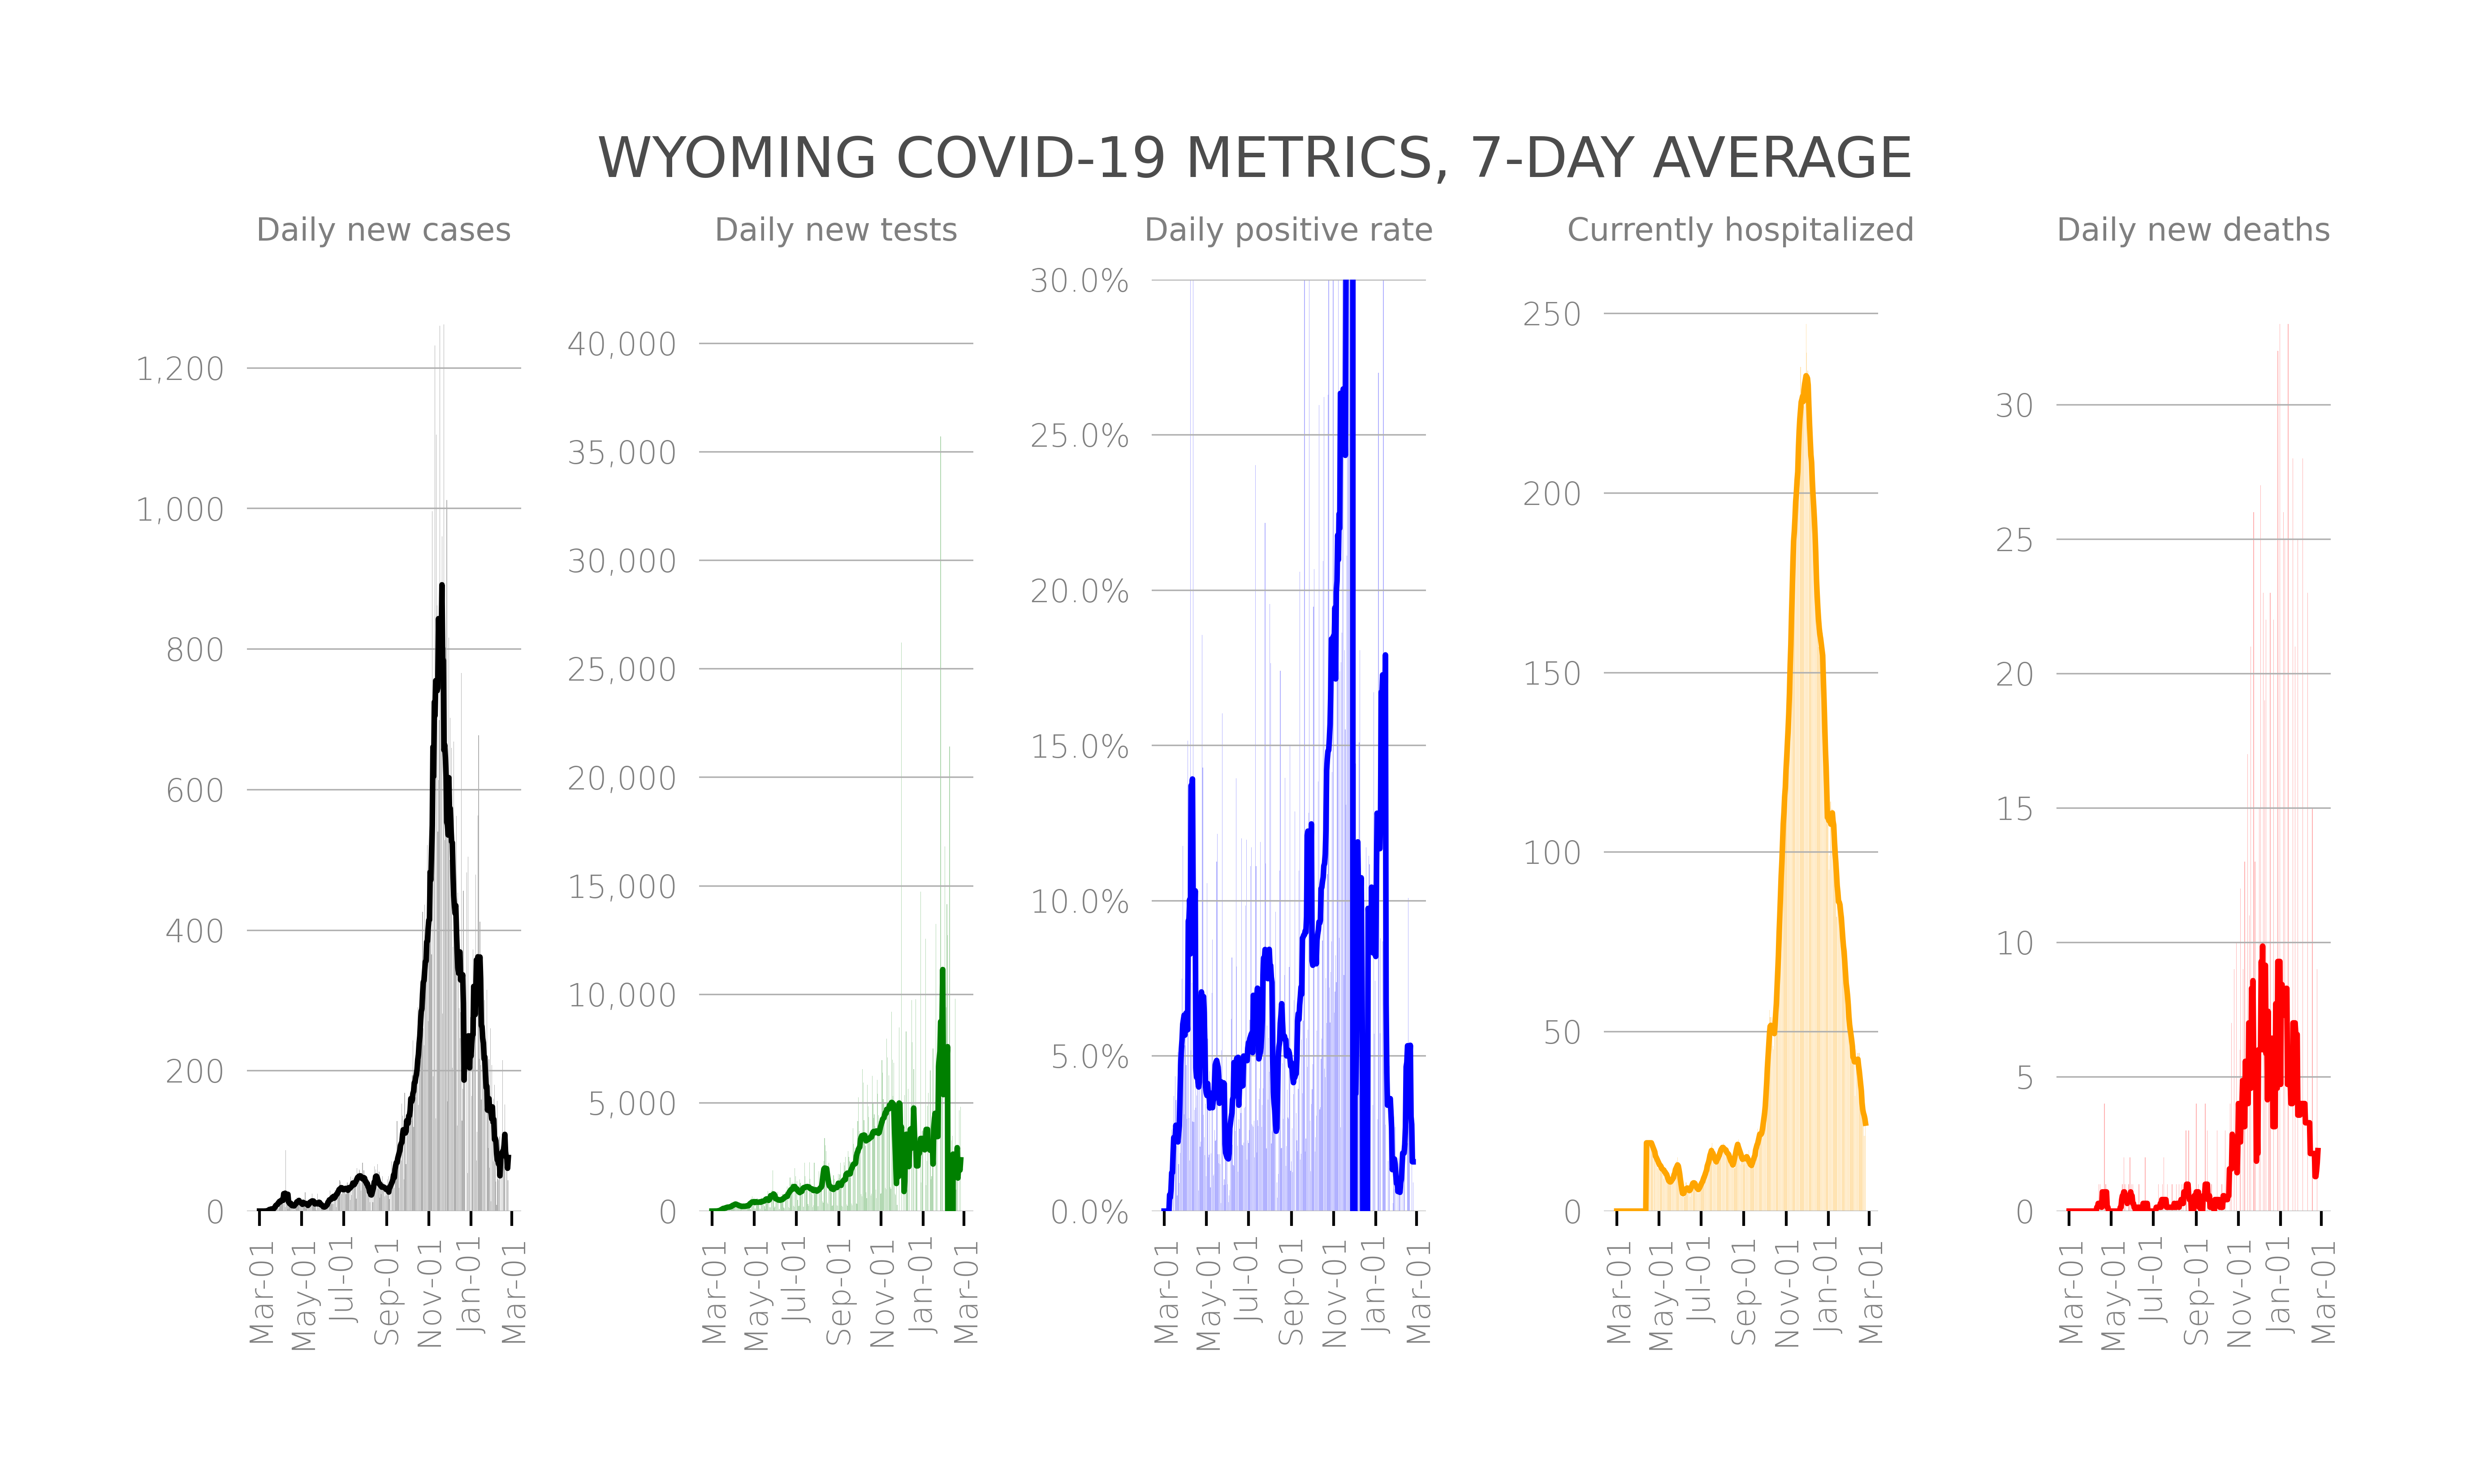 WYOMING COVID-19 METRICS, 7-DAY AVERAGE
Daily new cases
1,200
1,000
800
600
400
200
0
Mar-01
May-01
Jul-01
Sep-01
Nov-01
Jan-01
Mar-01
Daily new tests
40,000
35,000
30,000
25,000
20,000
15,000
10,000
5,000
0
Mar-01
May-01
Jul-01
Sep-01
Nov-01
Jan-01
Mar-01
Daily positive rate
30.0%
25.0%
20.0%
15.0%
10.0%
5.0%
0.0%
Mar-01
May-01
Jul-01
Sep-01
Nov-01
Jan-01
Mar-01
Currently hospitalized
250
200
150
100
50
0
Mar-01
May-01
Jul-01
Sep-01
Nov-01
Jan-01
Mar-01
Daily new deaths
30
25
20
15
10
5
0
Mar-01
May-01
Jul-01
Sep-01
Nov-01
Jan-01
Mar-01